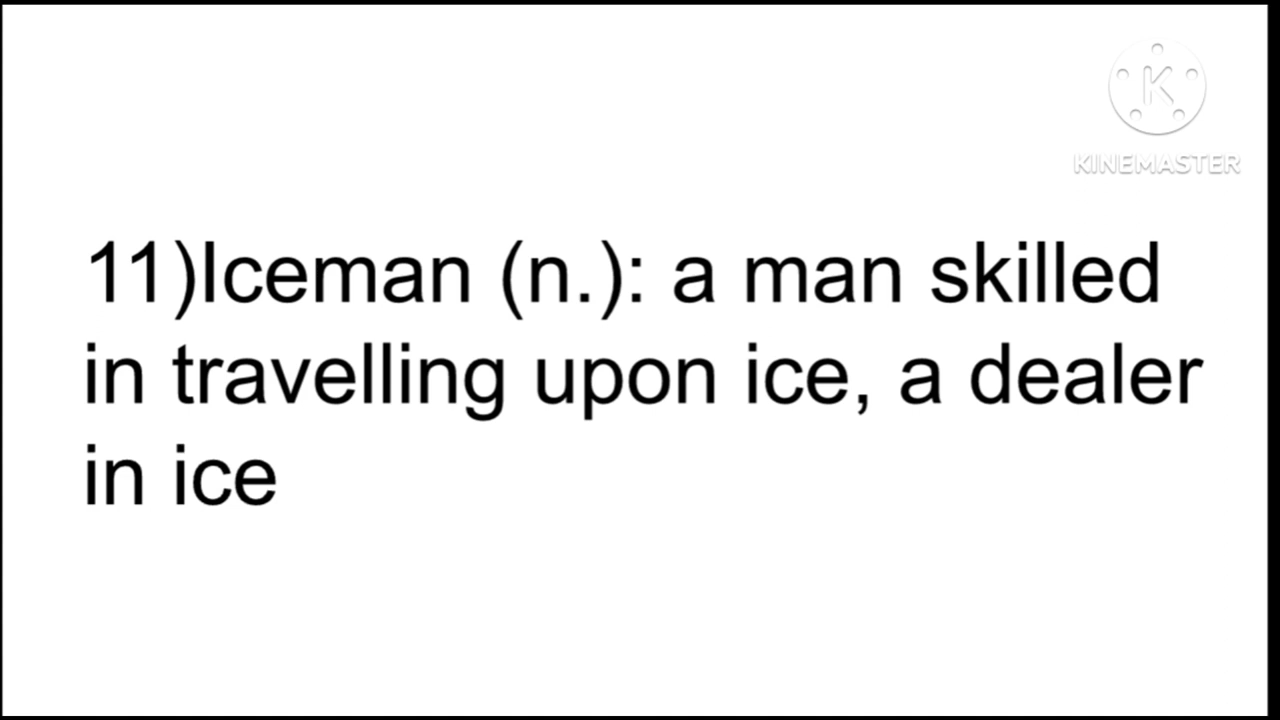 K
KINEMASTER
11)Iceman (n.): a man skilled
in travelling upon ice, a dealer
in ice